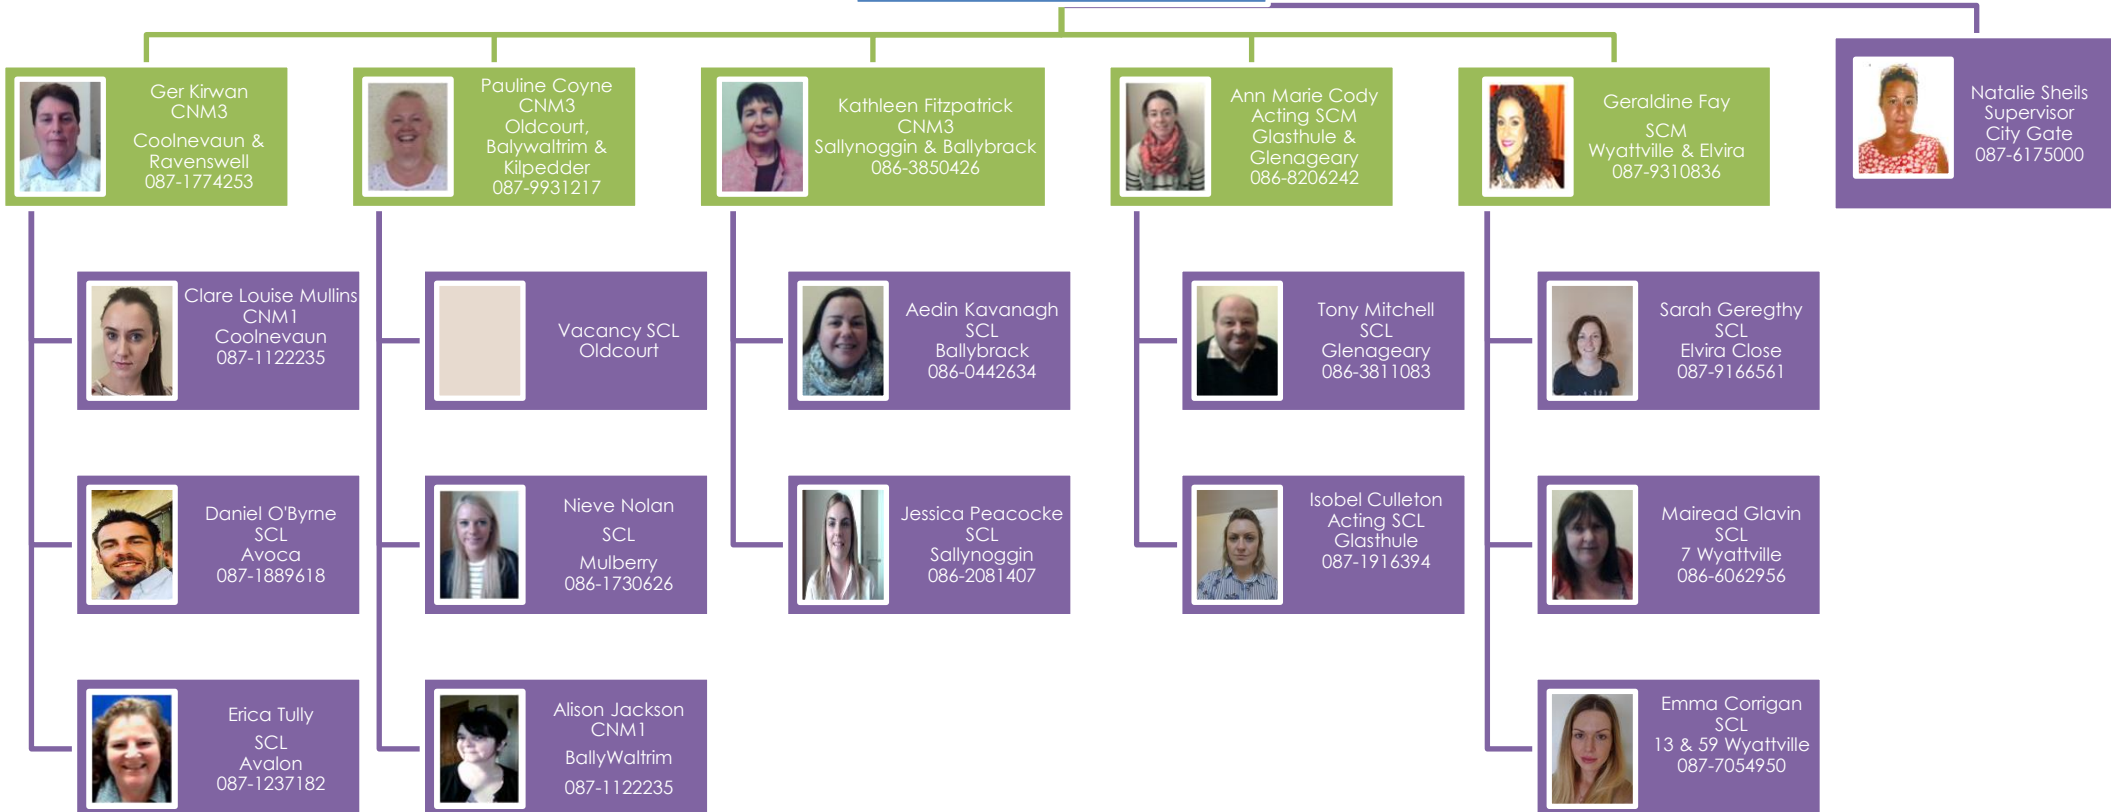 Ger Kirwan
CNM3
Coolnevaun &
Ravenswell
087-1774253
Pauline Coyne
CNM3
Oldcourt,
Balywaltrim &
Kilpedder
087-9931217
Kathleen Fitzpatrick
CNM3
Sallynoggin & Ballybrack
086-3850426
Ann Marie Cody
Acting SCM
Glasthule &
Glenageary
086-8206242
Geraldine Fay
SCM
Wyattville & Elvira
087-9310836
Natalie Sheils
Supervisor
City Gate
087-6175000
Clare Louise Mullins
CNM1
Coolnevaun
087-1122235
Vacancy SCL
Oldcourt
Aedin Kavanagh
SCL
Ballybrack
086-0442634
Tony Mitchell
SCL
Glenageary
086-3811083
Sarah Geregthy
SCL
Elvira Close
087-9166561
Daniel O'Byrne
SCL
Avoca
087-1889618
Nieve Nolan
SCL
Mulberry
086-1730626
Jessica Peacocke
SCL
Sallynoggin
086-2081407
Isobel Culleton
Acting SCL
Glasthule
087-1916394
Mairead Glavin
SCL
7 Wyattville
086-6062956
Erica Tully
SCL
Avalon
087-1237182
Alison Jackson
CNM1
BallyWaltrim
087-1122235
Emma Corrigan
SCL
13 & 59 Wyattville
087-7054950